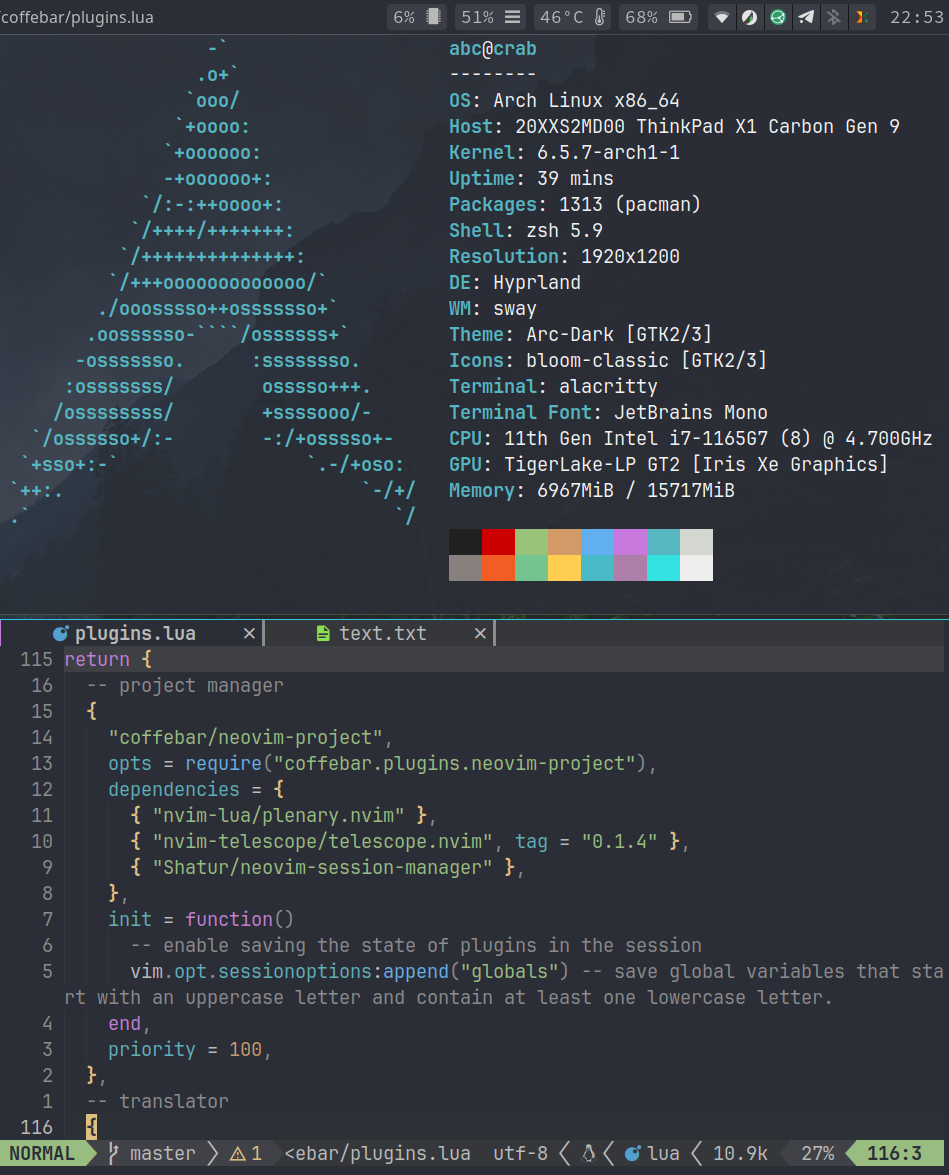 coffebar/plugins.lua 6% 51% 46°C 68% 22:53
-`
.o+`
`ooo/
`+oooo:
`+oooooo:
-+oooooo+:
`/:-:++oooo+:
`/++++/+++++++:
`/++++++++++++++:
`/+++ooooooooooooo/`
./ooosssso++osssssso+`
.oossssso-````/ossssss+`
-osssssso. :ssssssso.
:osssssss/ osssso+++.
/ossssssss/ +ssssooo/-
`/ossssso+/:- -:/+osssso+-
`+sso+:-` `.-/+oso:
`++:. `-/+/
.` `/
abc@crab
--------
OS: Arch Linux x86_64
Host: 20XXS2MD00 ThinkPad X1 Carbon Gen 9
Kernel: 6.5.7-arch1-1
Uptime: 39 mins
Packages: 1313 (pacman)
Shell: zsh 5.9
Resolution: 1920x1200
DE: Hyprland
WM: sway
Theme: Arc-Dark [GTK2/3]
Icons: bloom-classic [GTK2/3]
Terminal: alacritty
Terminal Font: JetBrains Mono
CPU: 11th Gen Intel i7-1165G7 (8) @ 4.700GHz
GPU: TigerLake-LP GT2 [Iris Xe Graphics]
Memory: 6967MiB / 15717MiB
plugins.lua × text.txt ×
115 return {
16 -- project manager
15 {
14 "coffebar/neovim-project",
13 opts = require("coffebar.plugins.neovim-project"),
12 dependencies = {
11 { "nvim-lua/plenary.nvim" },
10 { "nvim-telescope/telescope.nvim", tag = "0.1.4" },
9 { "Shatur/neovim-session-manager" },
8 },
7 init = function()
6 -- enable saving the state of plugins in the session
5 vim.opt.sessionoptions:append("globals") -- save global variables that sta
rt with an uppercase letter and contain at least one lowercase letter.
4 end,
3 priority = 100,
2 },
1 -- translator
116 {
NORMAL master 1 <ebar/plugins.lua utf-8 lua 10.9k 27% 116:3